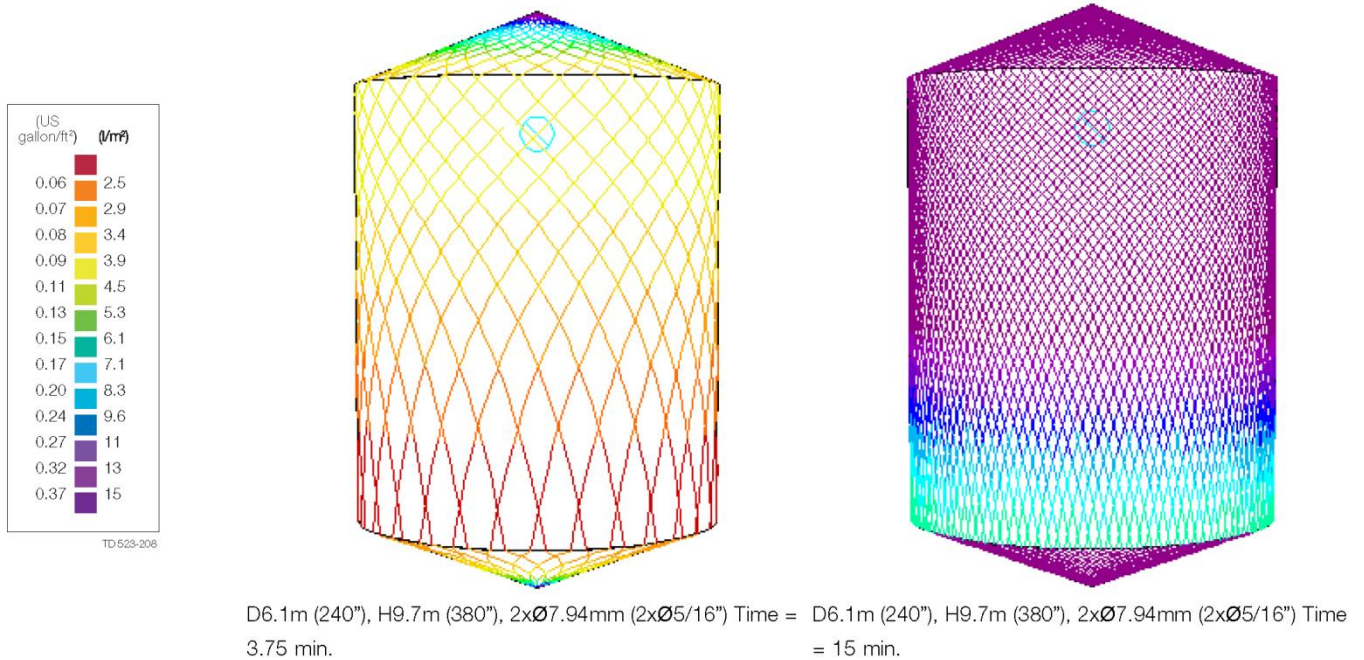 (US
gallon/ft²) (l/m²)
0.06 2.5
0.07 2.9
0.08 3.4
0.09 3.9
0.11 4.5
0.13 5.3
0.15 6.1
0.17 7.1
0.20 8.3
0.24 9.6
0.27 11
0.32 13
0.37 15
TD 523-208
D6.1m (240”), H9.7m (380”), 2xØ7.94mm (2xØ5/16”) Time =
3.75 min.
D6.1m (240”), H9.7m (380”), 2xØ7.94mm (2xØ5/16”) Time
= 15 min.